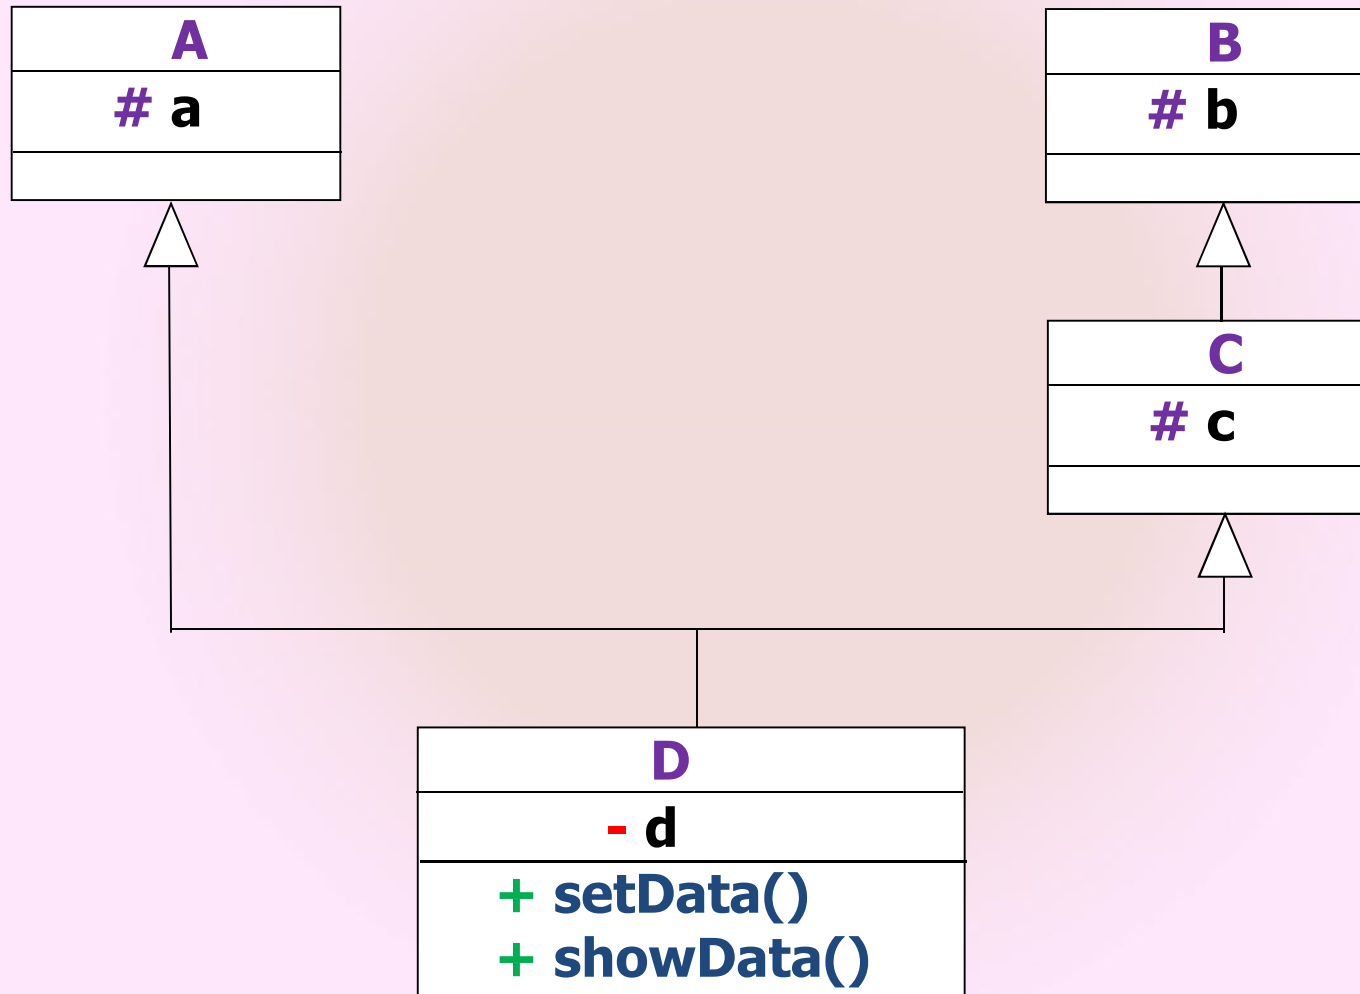 A
# a
B
# b
C
# c
D
- d
+ setData()
+ showData()